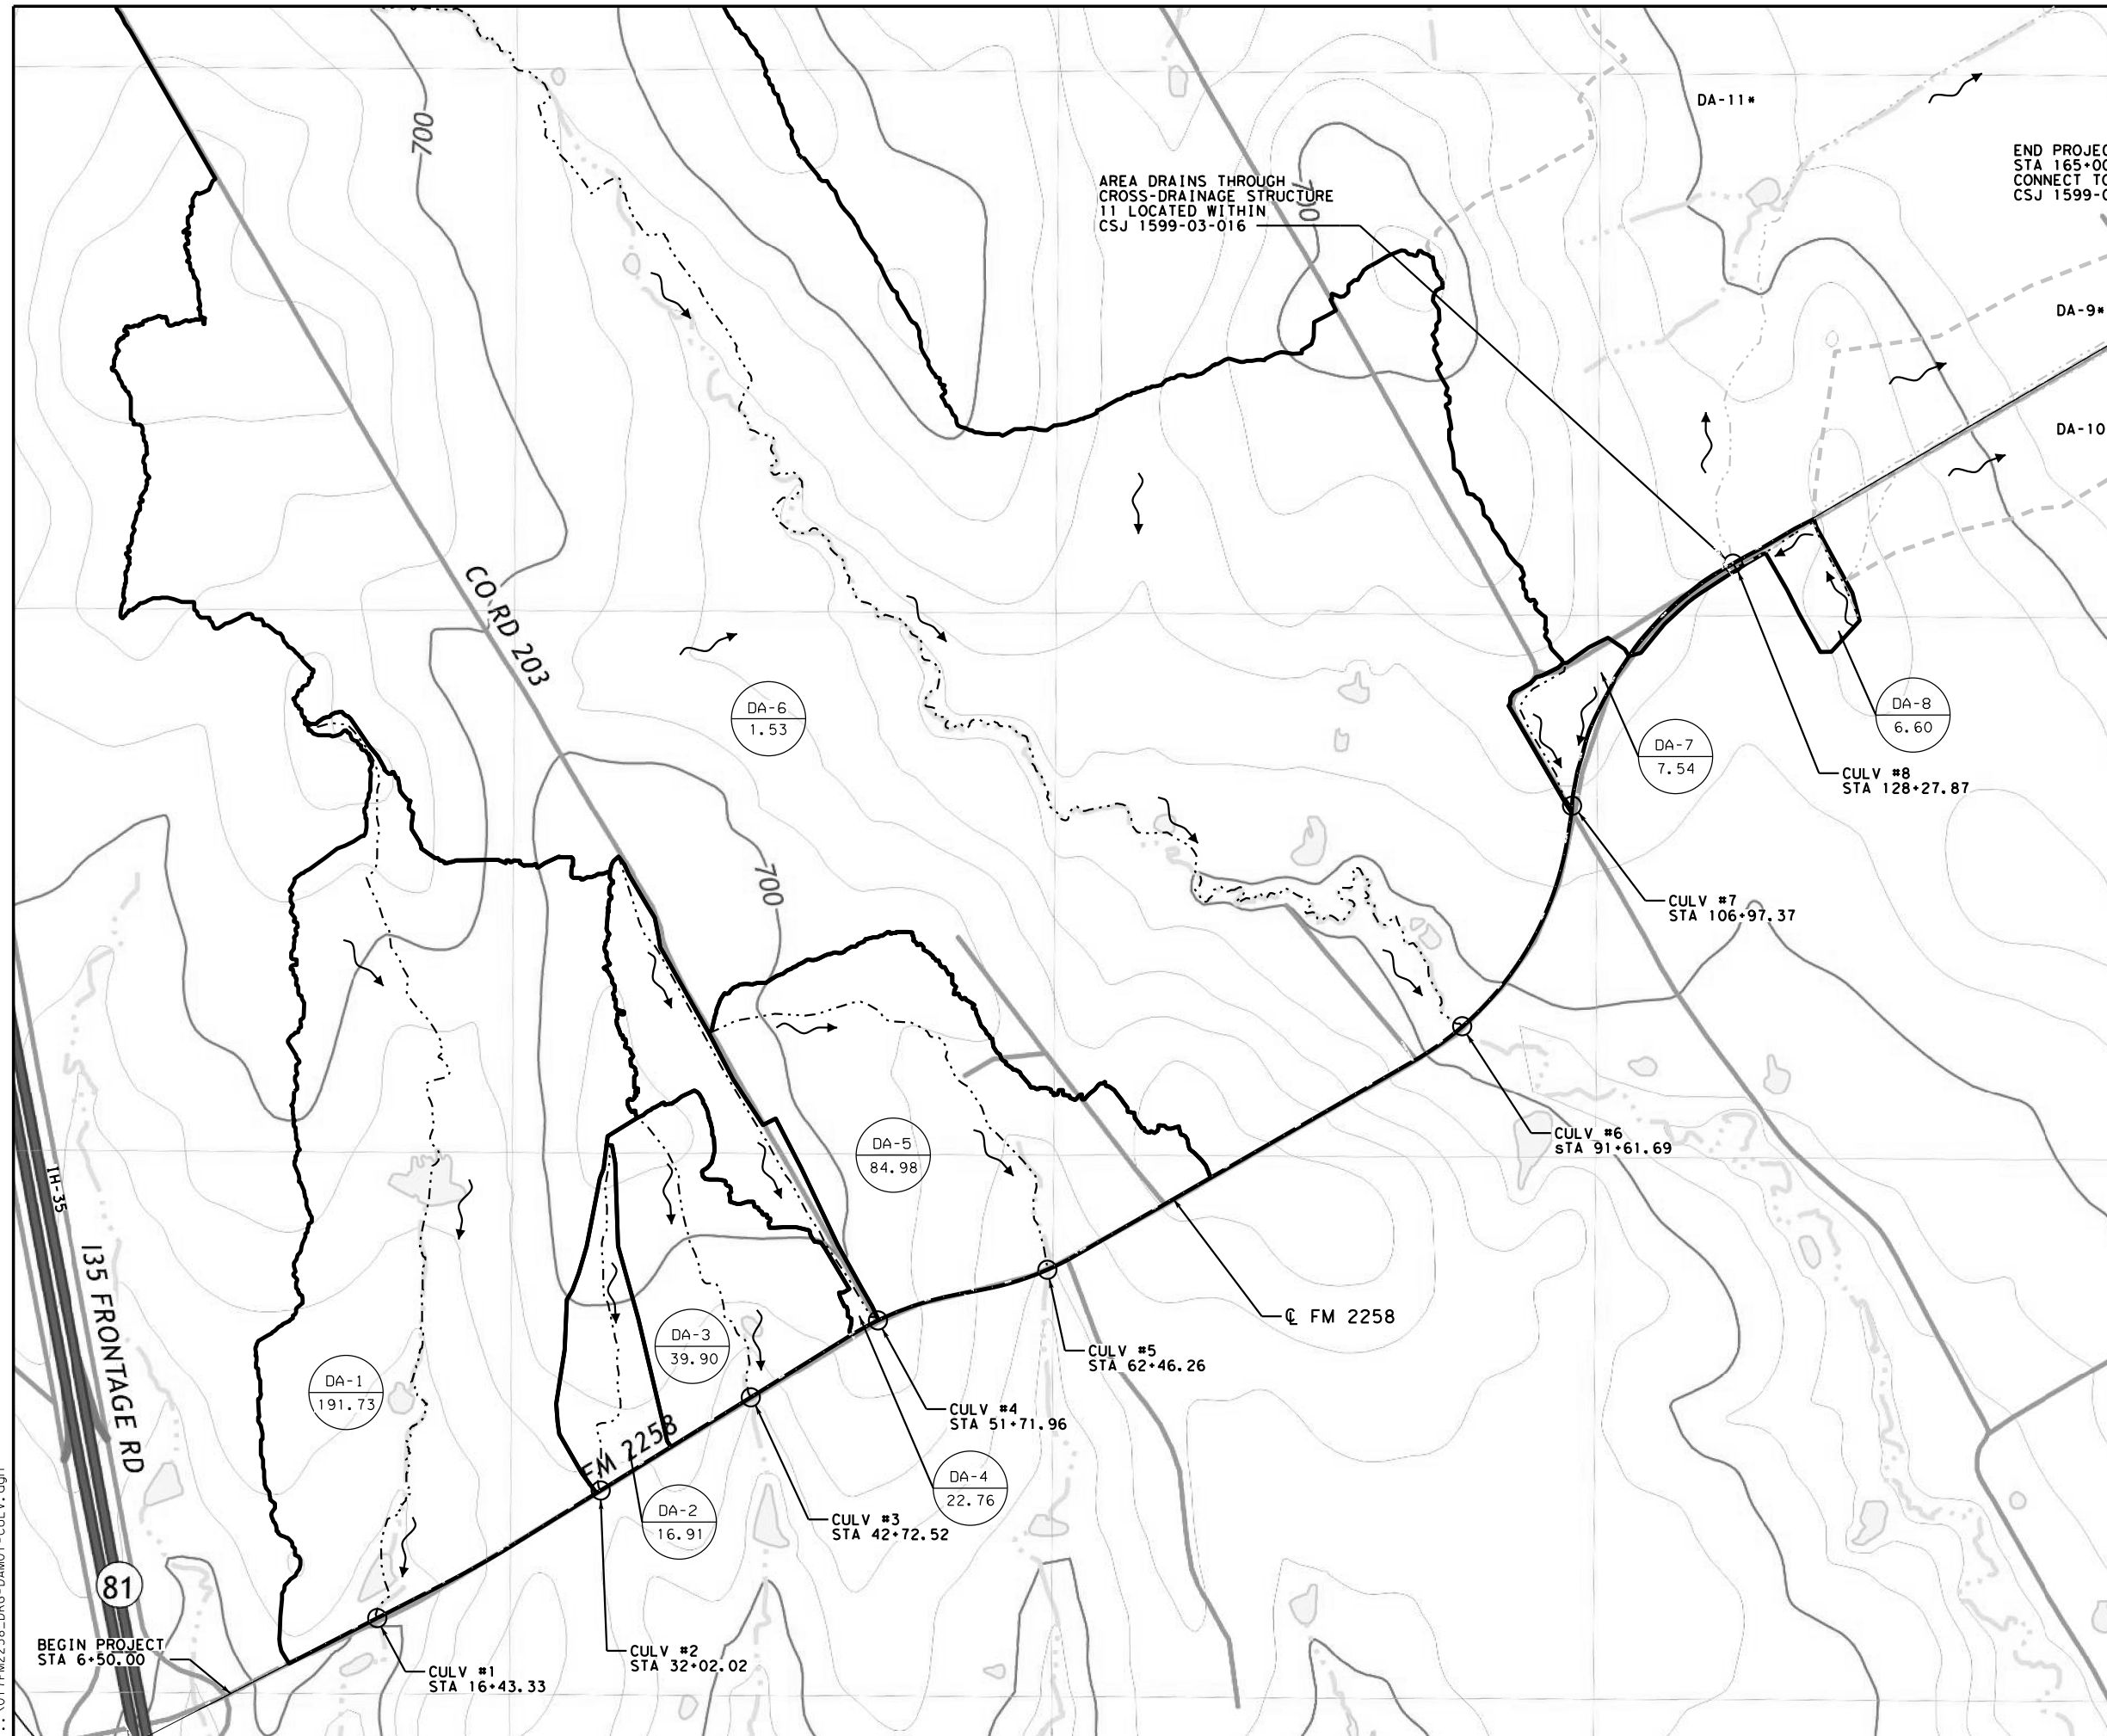 700
DA-11*
END PROJEC
STA 165+00
CONNECT TO
CSJ 1599-0
AREA DRAINS THROUGH
CROSS-DRAINAGE STRUCTURE
11 LOCATED WITHIN
CSJ 1599-03-016
700
DA-9*
DA-10
CO RD 203
DA-6
1.53
DA-8
6.60
DA-7
7.54
CULV #8
STA 128+27.87
700
CULV #7
STA 106+97.37
DA-5
84.98
CULV #6
STA 91+61.69
IH-35
I35 FRONTAGE RD
℄ FM 2258
DA-3
39.90
CULV #5
STA 62+46.26
DA-1
191.73
CULV #4
STA 51+71.96
FM 2258
DA-4
22.76
DA-2
16.91
CULV #3
STA 42+72.52
81
BEGIN PROJECT
STA 6+50.00
CULV #2
STA 32+02.02
CULV #1
STA 16+43.33